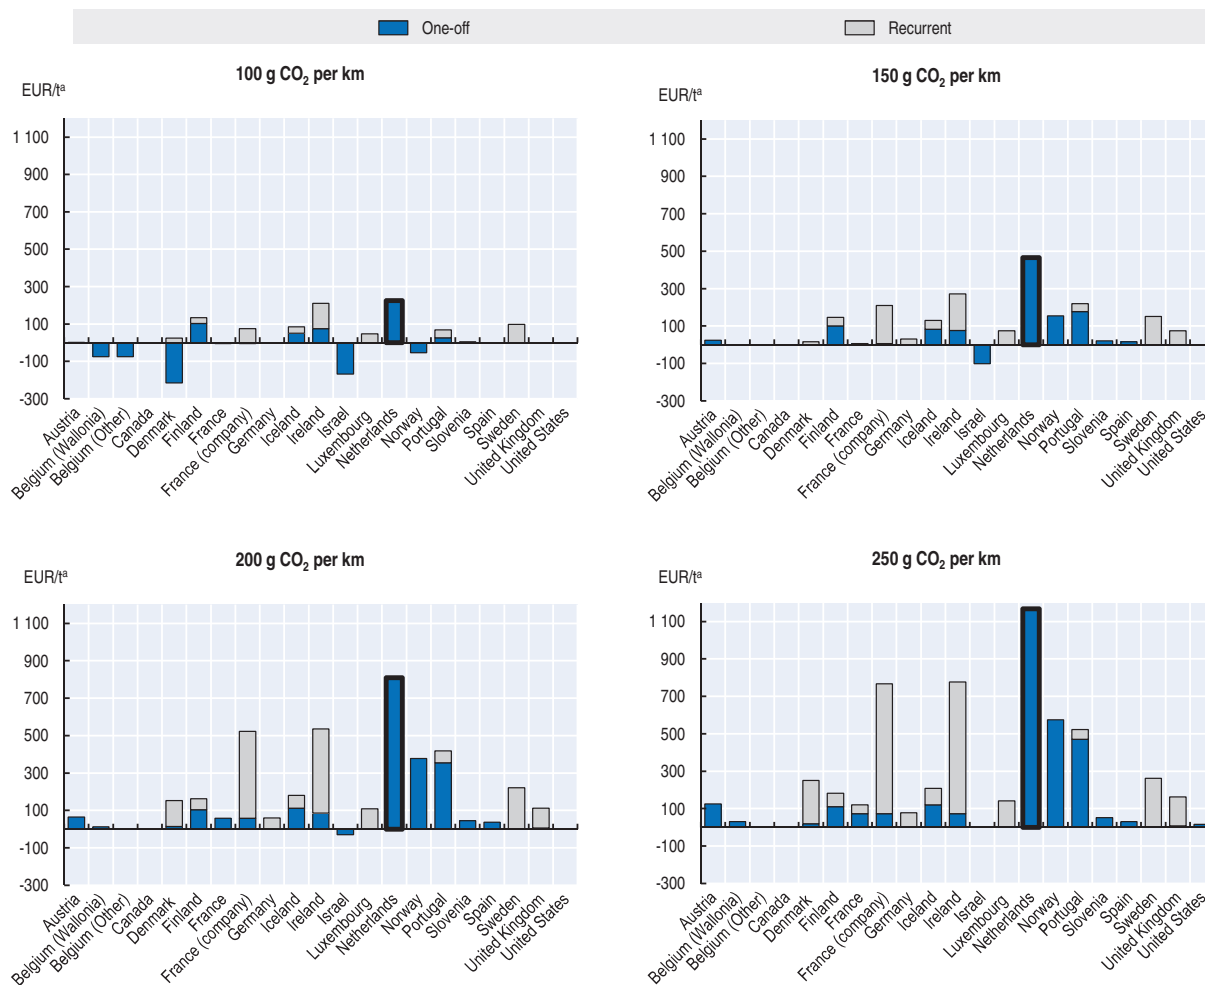 One-off
Recurrent
100 g CO₂ per km
EUR/tᵃ
1 100
900
700
500
300
100
-100
-300
Austria
Belgium (Wallonia)
Belgium (Other)
Canada
Denmark
Finland
France
France (company)
Germany
Iceland
Ireland
Israel
Luxembourg
Netherlands
Norway
Portugal
Slovenia
Spain
Sweden
United Kingdom
United States
150 g CO₂ per km
EUR/tᵃ
1 100
900
700
500
300
100
-100
-300
Austria
Belgium (Wallonia)
Belgium (Other)
Canada
Denmark
Finland
France
France (company)
Germany
Iceland
Ireland
Israel
Luxembourg
Netherlands
Norway
Portugal
Slovenia
Spain
Sweden
United Kingdom
United States
200 g CO₂ per km
EUR/tᵃ
1 100
900
700
500
300
100
-100
-300
Austria
Belgium (Wallonia)
Belgium (Other)
Canada
Denmark
Finland
France
France (company)
Germany
Iceland
Ireland
Israel
Luxembourg
Netherlands
Norway
Portugal
Slovenia
Spain
Sweden
United Kingdom
United States
250 g CO₂ per km
EUR/tᵃ
1 100
900
700
500
300
100
-100
-300
Austria
Belgium (Wallonia)
Belgium (Other)
Canada
Denmark
Finland
France
France (company)
Germany
Iceland
Ireland
Israel
Luxembourg
Netherlands
Norway
Portugal
Slovenia
Spain
Sweden
United Kingdom
United States